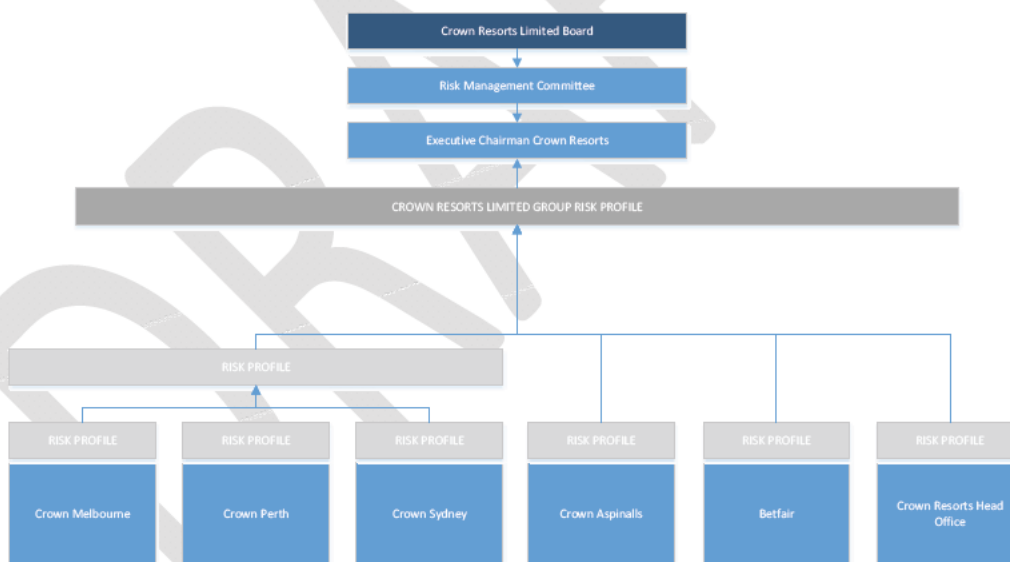 Crown Resorts Limited Board
Risk Management Committee
Executive Chairman Crown Resorts
CROWN RESORTS LIMITED GROUP RISK PROFILE
RISK PROFILE
RISK PROFILE
RISK PROFILE
RISK PROFILE
RISK PROFILE
RISK PROFILE
RISK PROFILE
Crown Melbourne
Crown Perth
Crown Sydney
Crown Aspinalls
Betfair
Crown Resorts Head
Office